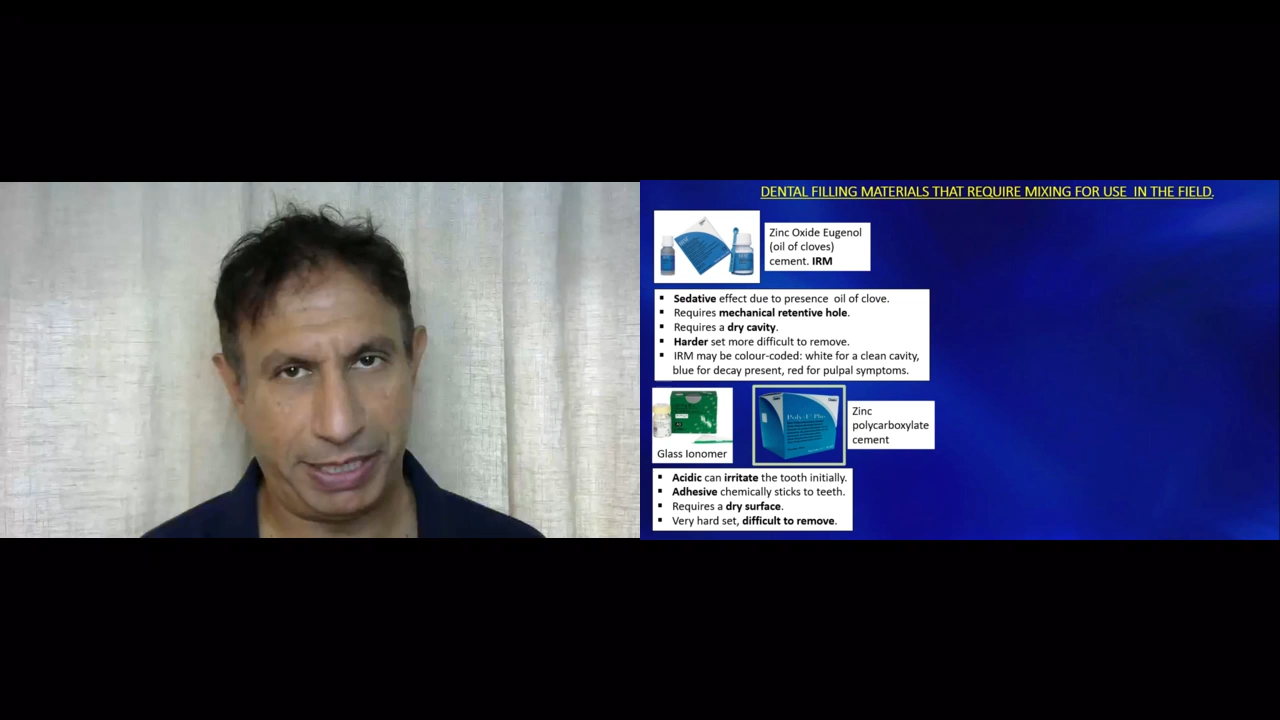 DENTAL FILLING MATERIALS THAT REQUIRE MIXING FOR USE IN THE FIELD.
Zinc Oxide Eugenol
(oil of cloves)
cement. IRM
▪ Sedative effect due to presence oil of clove.
▪ Requires mechanical retentive hole.
▪ Requires a dry cavity.
▪ Harder set more difficult to remove.
▪ IRM may be colour-coded: white for a clean cavity,
blue for decay present, red for pulpal symptoms.
Glass Ionomer
Zinc
polycarboxylate
cement
▪ Acidic can irritate the tooth initially.
▪ Adhesive chemically sticks to teeth.
▪ Requires a dry surface.
▪ Very hard set, difficult to remove.